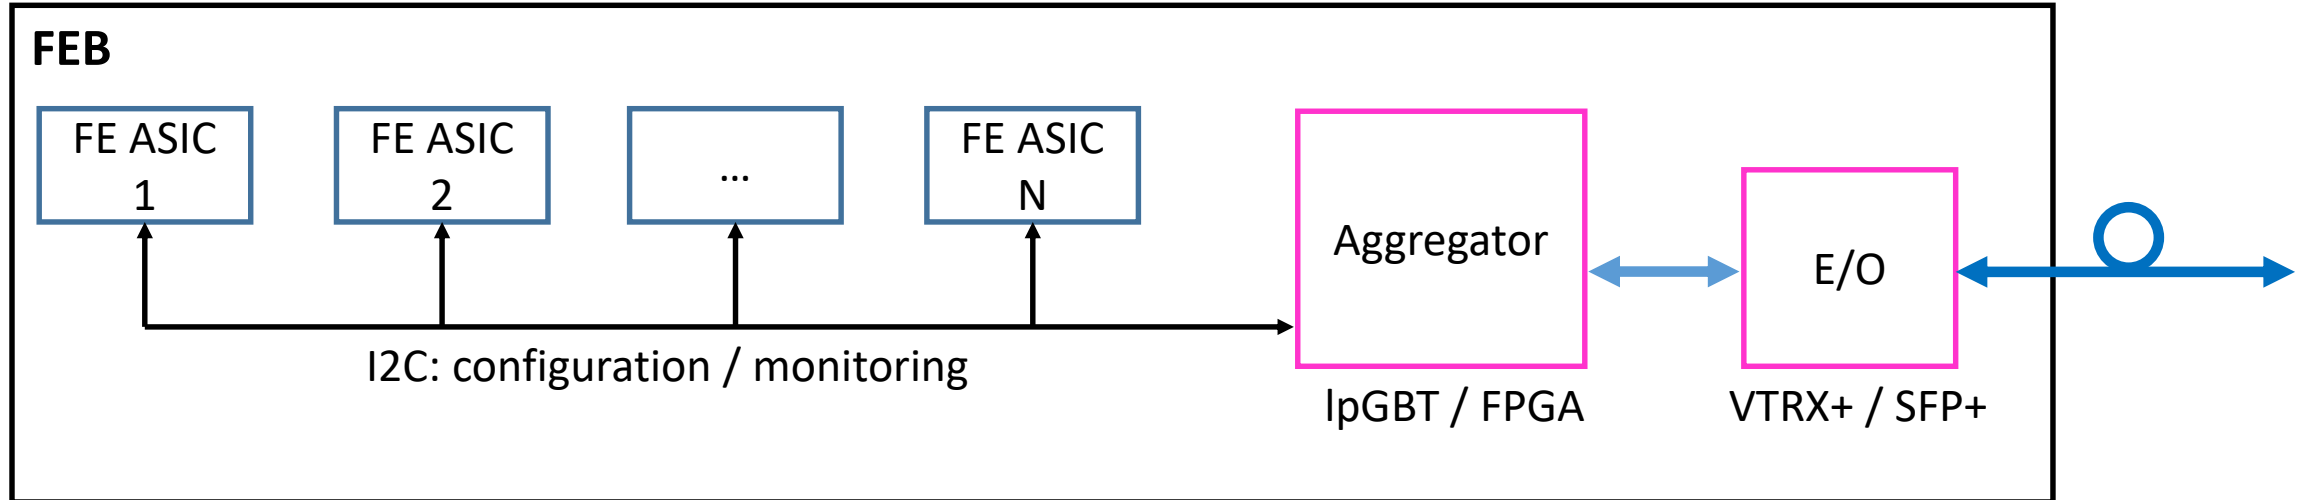 FEB
FE ASIC
1
FE ASIC
2
...
FE ASIC
N
Aggregator
E/O
I2C: configuration / monitoring
lpGBT / FPGA
VTRX+ / SFP+